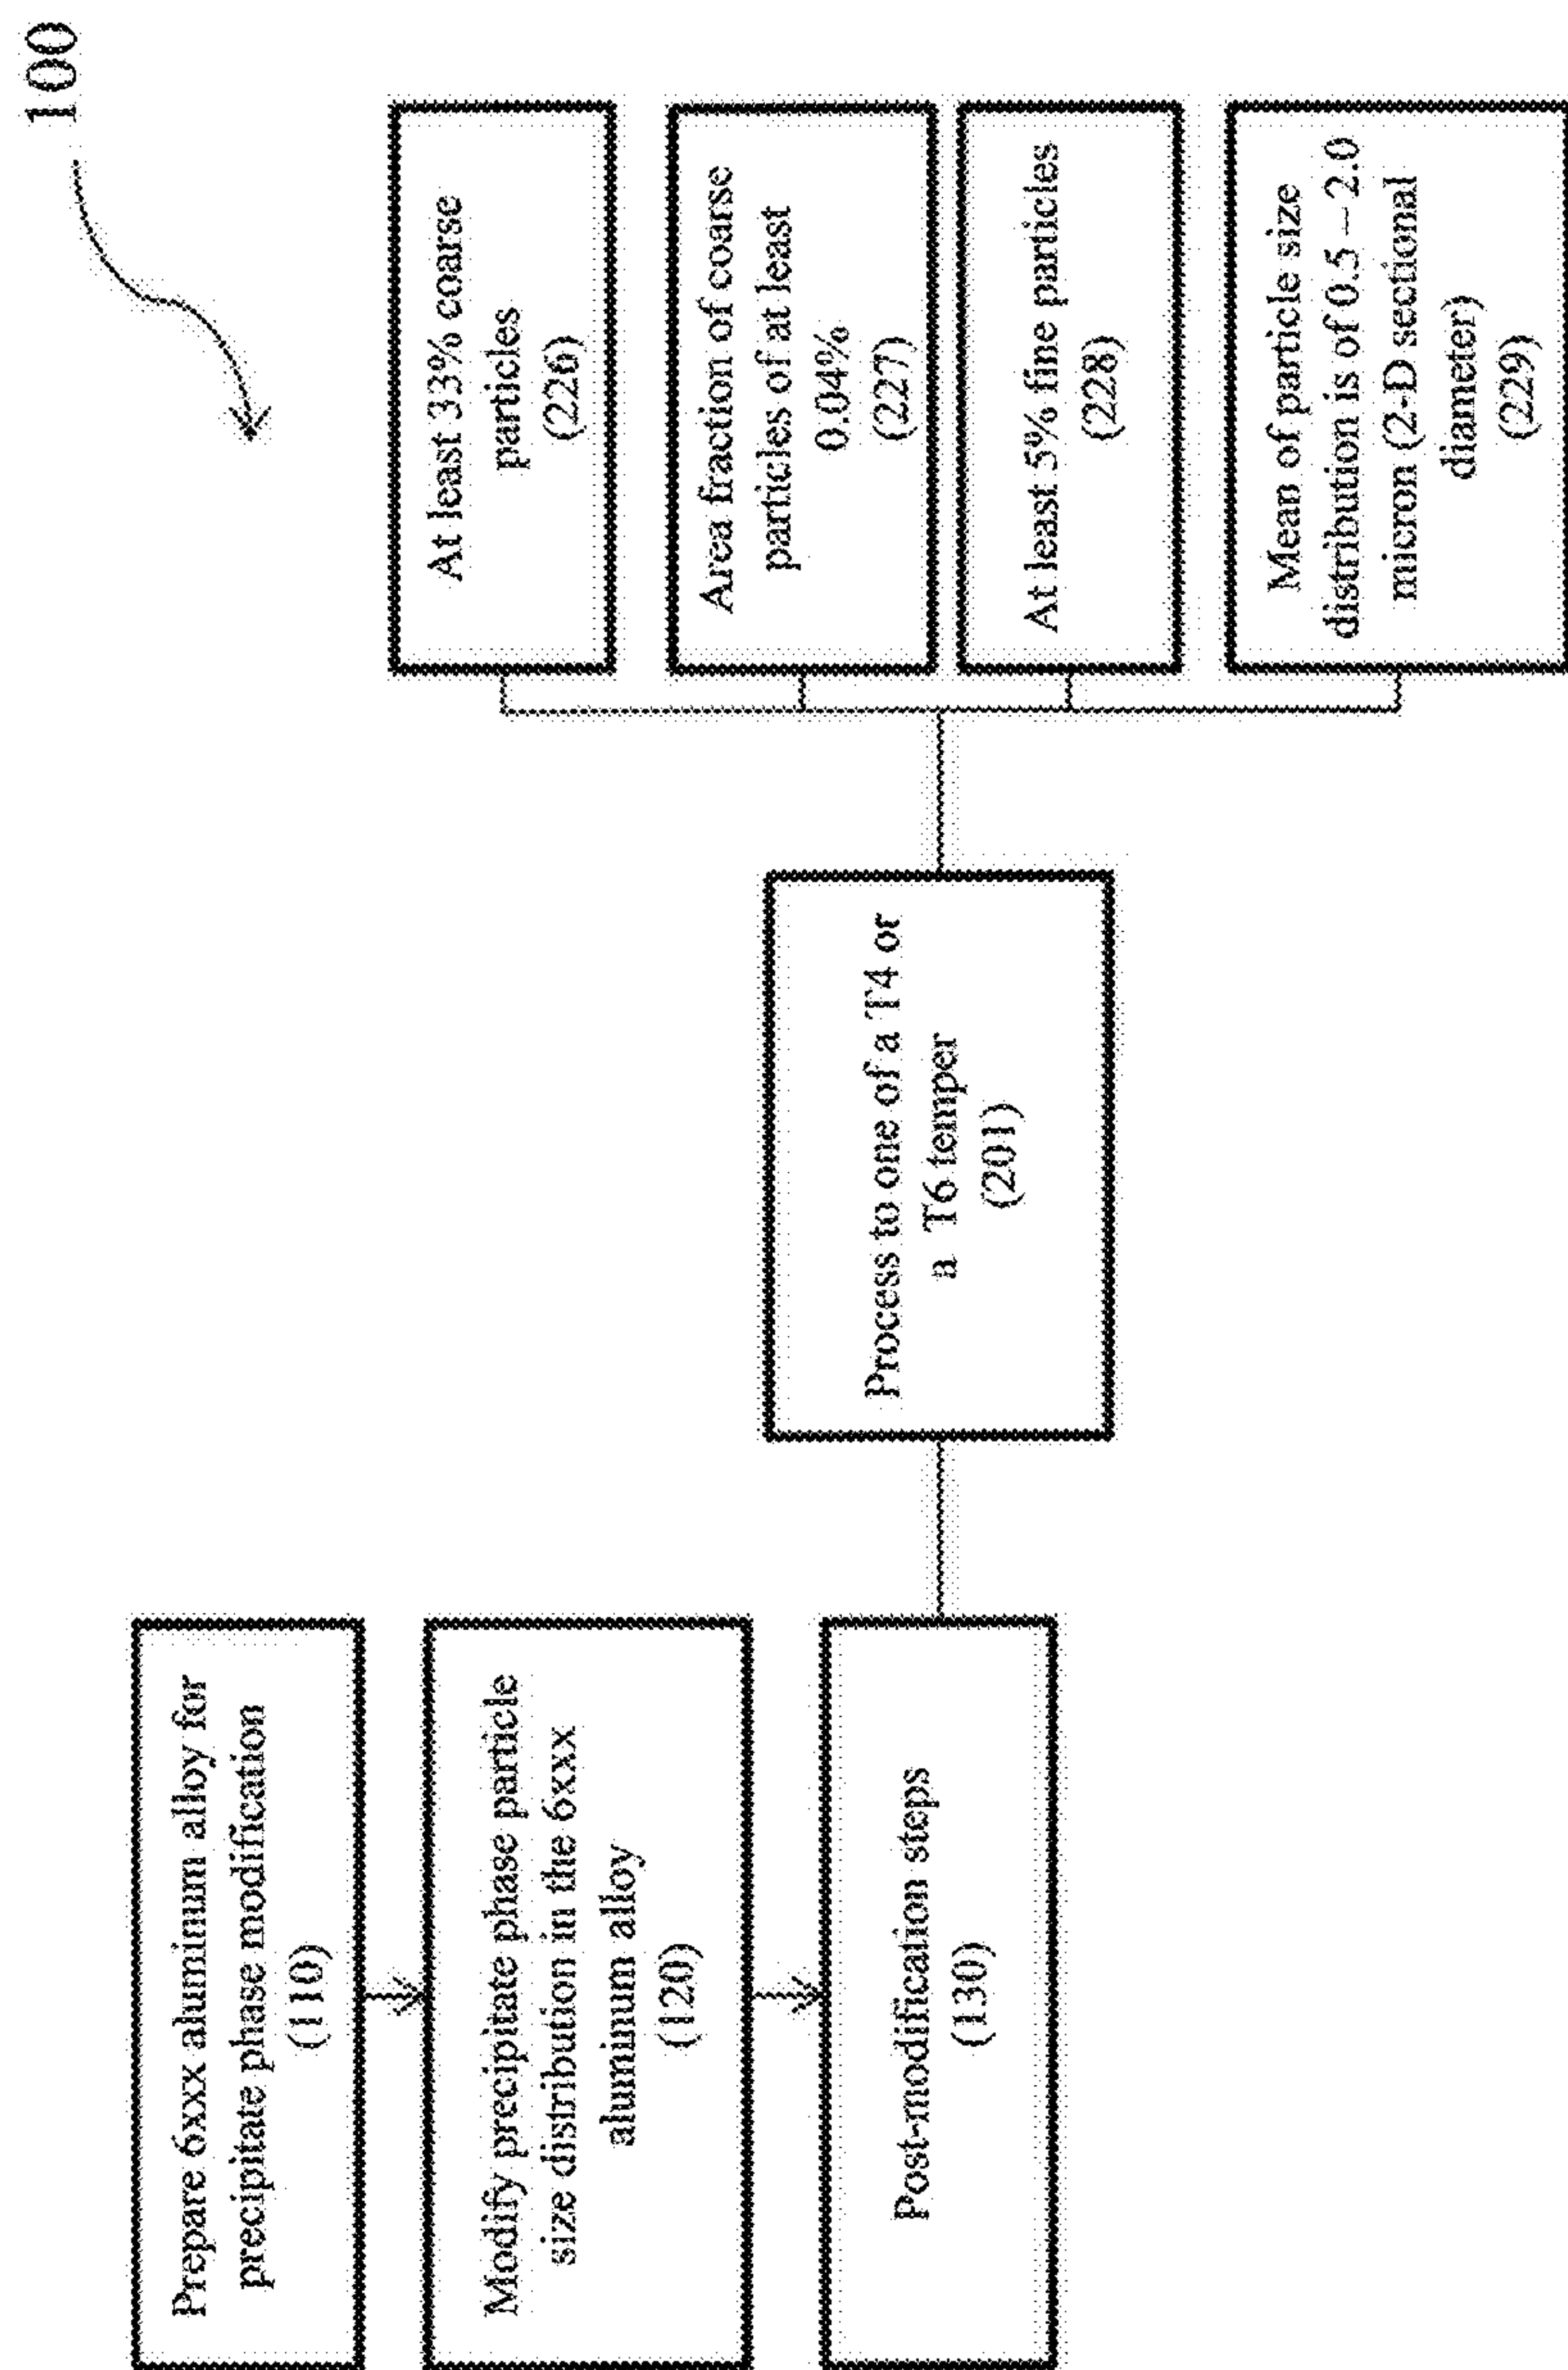 100
Prepare 6xxx aluminum alloy for
precipitate phase modification
(110)
Modify precipitate phase particle
size distribution in the 6xxx
aluminum alloy
(120)
Post-modification steps
(130)
Process to one of a T4 or
a T6 temper
(201)
At least 33% coarse
particles
(226)
Area fraction of coarse
particles of at least
0.04%
(227)
At least 5% fine particles
(228)
Mean of particle size
distribution is of 0.5 – 2.0
micron (2-D sectional
diameter)
(229)